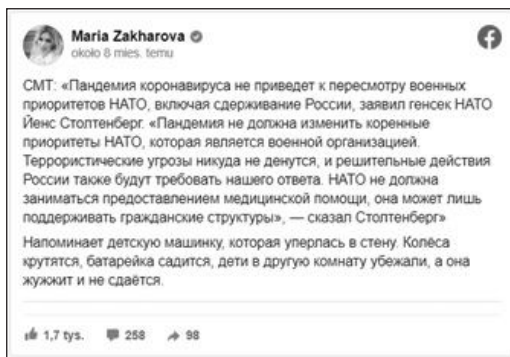 Maria Zakharova
około 8 mies. temu
СМТ: «Пандемия коронавируса не приведет к пересмотру военных
приоритетов НАТО, включая сдерживание России, заявил генсек НАТО
Йенс Столтенберг. «Пандемия не должна изменить коренные
приоритеты НАТО, которая является военной организацией.
Террористические угрозы никуда не денутся, и решительные действия
России также будут требовать нашего ответа. НАТО не должна
заниматься предоставлением медицинской помощи, она может лишь
поддерживать гражданские структуры», — сказал Столтенберг»
Напоминает детскую машинку, которая уперлась в стену. Колёса
крутятся, батарейка садится, дети в другую комнату убежали, а она
жужжит и не сдаётся.
1,7 tys. 258 98